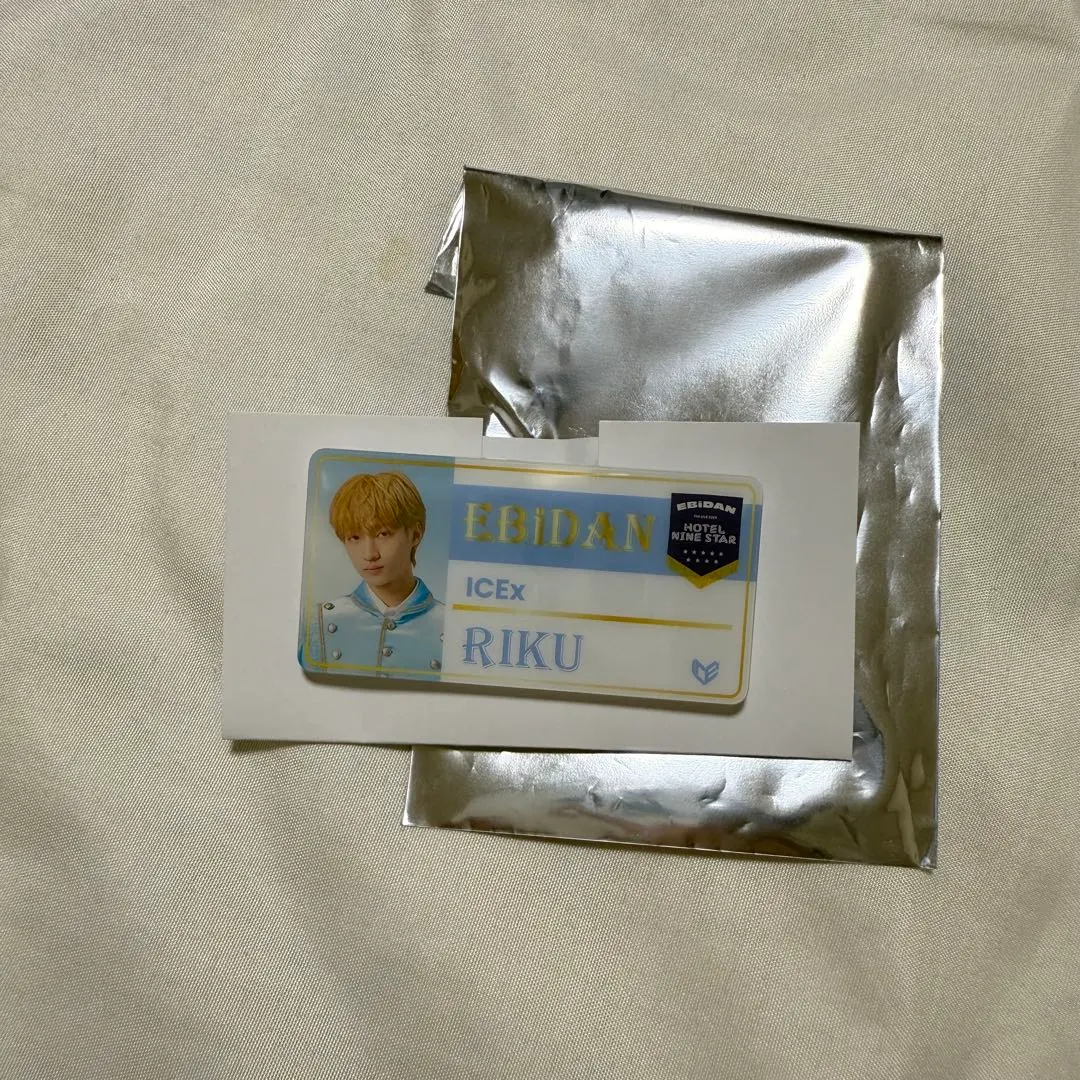 EBiDAN
EBiDAN
HOTEL
NINE STAR
ICEx
RIKU